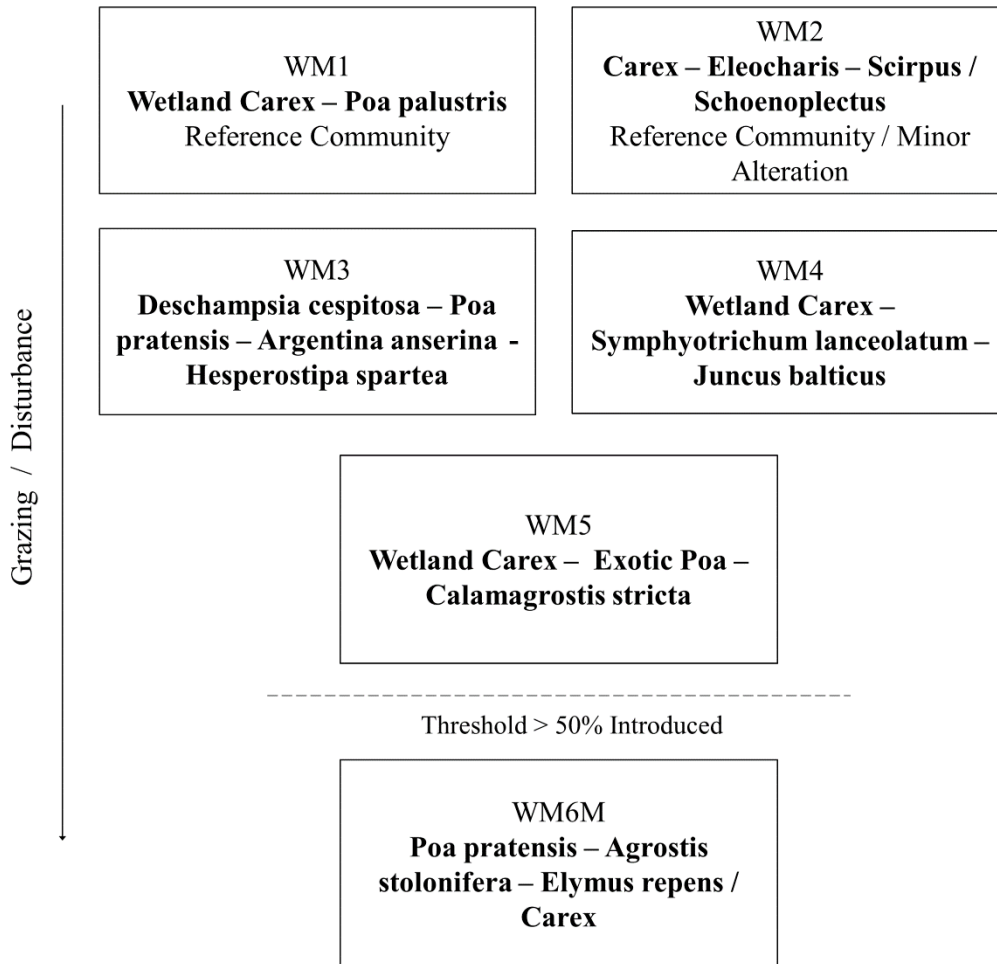 WM1
Wetland Carex – Poa palustris
Reference Community
WM2
Carex – Eleocharis – Scirpus /
Schoenoplectus
Reference Community / Minor
Alteration
Grazing / Disturbance
WM3
Deschampsia cespitosa – Poa
pratensis – Argentina anserina -
Hesperostipa spartea
WM4
Wetland Carex –
Symphyotrichum lanceolatum –
Juncus balticus
WM5
Wetland Carex – Exotic Poa –
Calamagrostis stricta
Threshold > 50% Introduced
WM6M
Poa pratensis – Agrostis
stolonifera – Elymus repens /
Carex